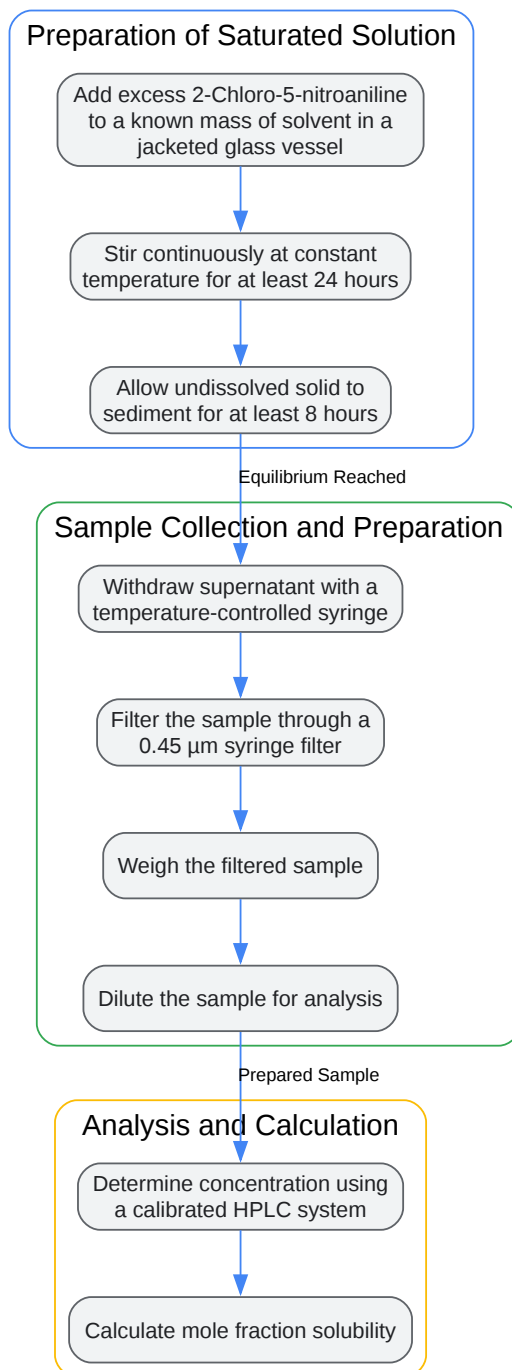 Preparation of Saturated Solution
Add excess 2-Chloro-5-nitroaniline
to a known mass of solvent in a
jacketed glass vessel
Stir continuously at constant
temperature for at least 24 hours
Allow undissolved solid to
sediment for at least 8 hours
Equilibrium Reached
Sample Collection and Preparation
Withdraw supernatant with a
temperature-controlled syringe
Filter the sample through a
0.45 µm syringe filter
Weigh the filtered sample
Dilute the sample for analysis
Prepared Sample
Analysis and Calculation
Determine concentration using
a calibrated HPLC system
Calculate mole fraction solubility